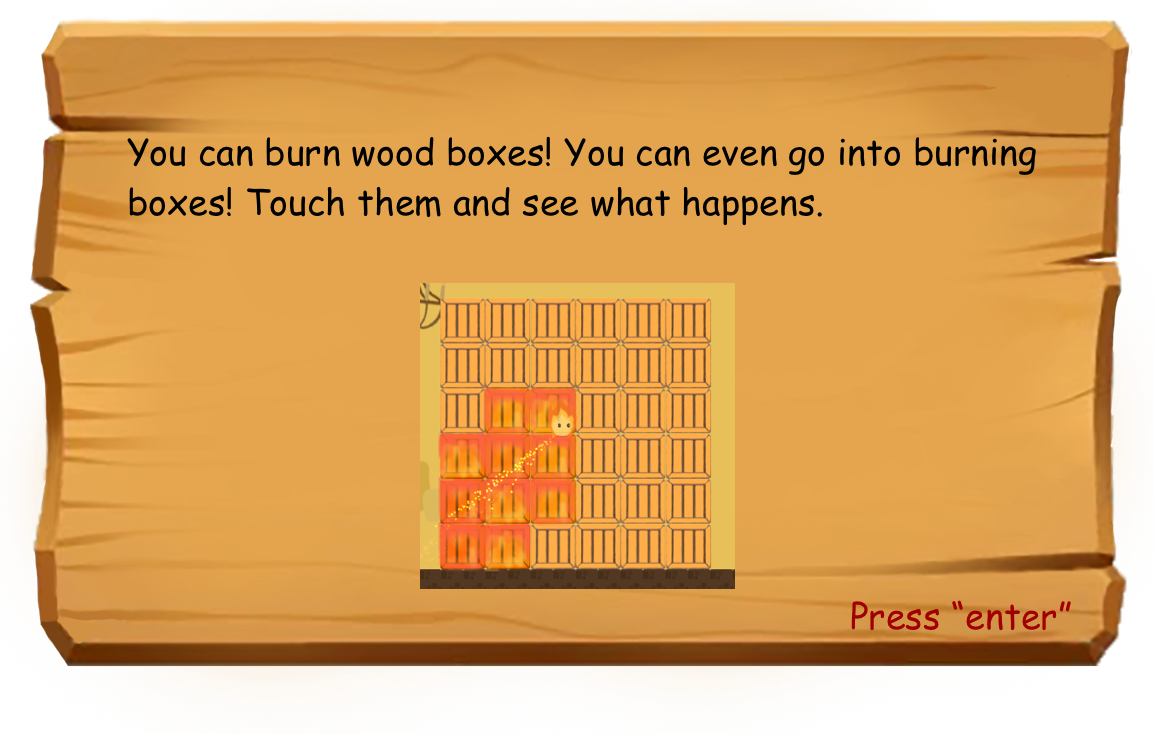 You can burn wood boxes! You can even go into burning
boxes! Touch them and see what happens.
Press “enter”